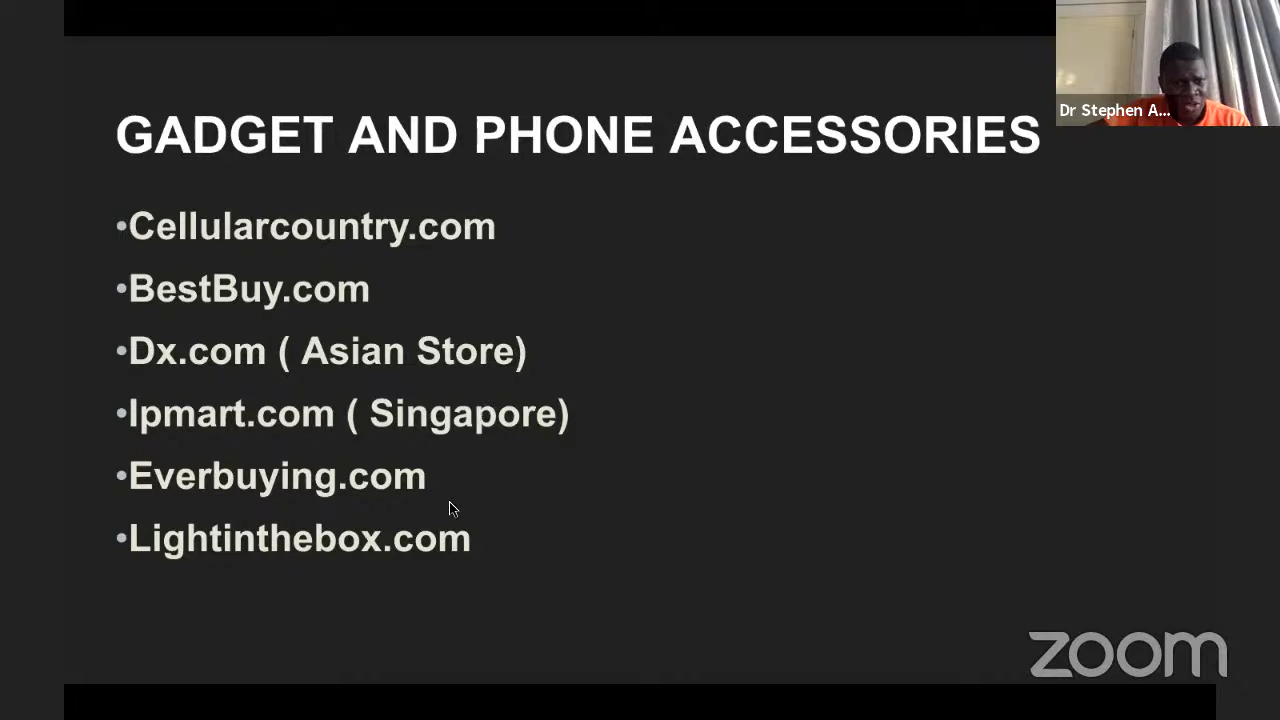 GADGET AND PHONE ACCESSORIES
Dr Stephen A...
•Cellularcountry.com
•BestBuy.com
•Dx.com ( Asian Store)
•Ipmart.com ( Singapore)
•Everbuying.com
•Lightinthebox.com
zoom